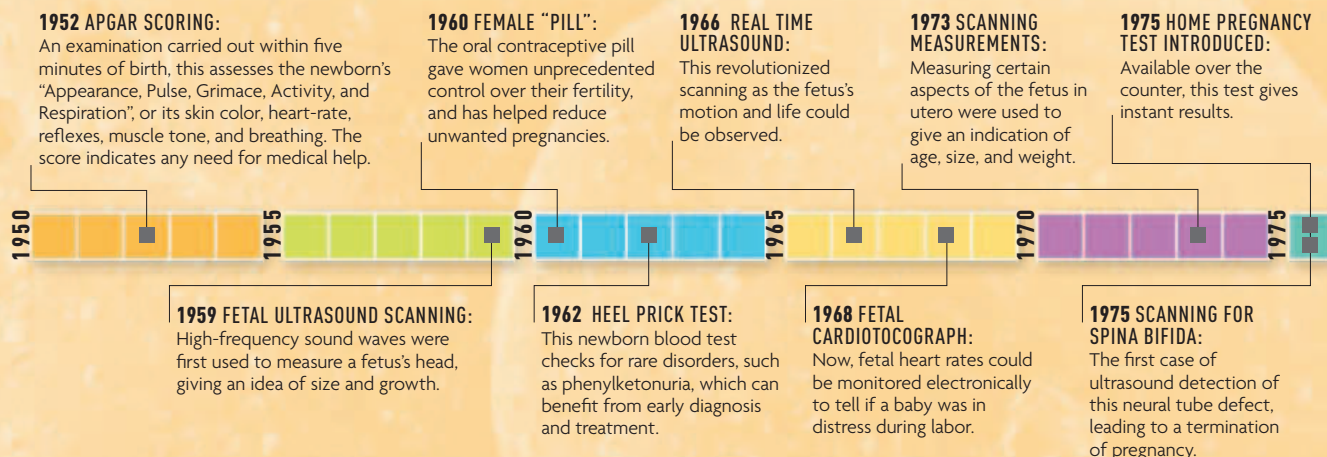 1952 APGAR SCORING:
An examination carried out within five
minutes of birth, this assesses the newborn's
“Appearance, Pulse, Grimace, Activity, and
Respiration”, or its skin color, heart-rate,
reflexes, muscle tone, and breathing. The
score indicates any need for medical help.
1960 FEMALE “PILL”:
The oral contraceptive pill
gave women unprecedented
control over their fertility,
and has helped reduce
unwanted pregnancies.
1966 REAL TIME
ULTRASOUND:
This revolutionized
scanning as the fetus's
motion and life could
be observed.
1973 SCANNING
MEASUREMENTS:
Measuring certain
aspects of the fetus in
utero were used to
give an indication of
age, size, and weight.
1975 HOME PREGNANCY
TEST INTRODUCED:
Available over the
counter, this test gives
instant results.
1950
1955
1960
1965
1970
1975
1959 FETAL ULTRASOUND SCANNING:
High-frequency sound waves were
first used to measure a fetus's head,
giving an idea of size and growth.
1962 HEEL PRICK TEST:
This newborn blood test
checks for rare disorders, such
as phenylketonuria, which can
benefit from early diagnosis
and treatment.
1968 FETAL
CARDIOTOCOGRAPH:
Now, fetal heart rates could
be monitored electronically
to tell if a baby was in
distress during labor.
1975 SCANNING FOR
SPINA BIFIDA:
The first case of
ultrasound detection of
this neural tube defect,
leading to a termination
of pregnancy.